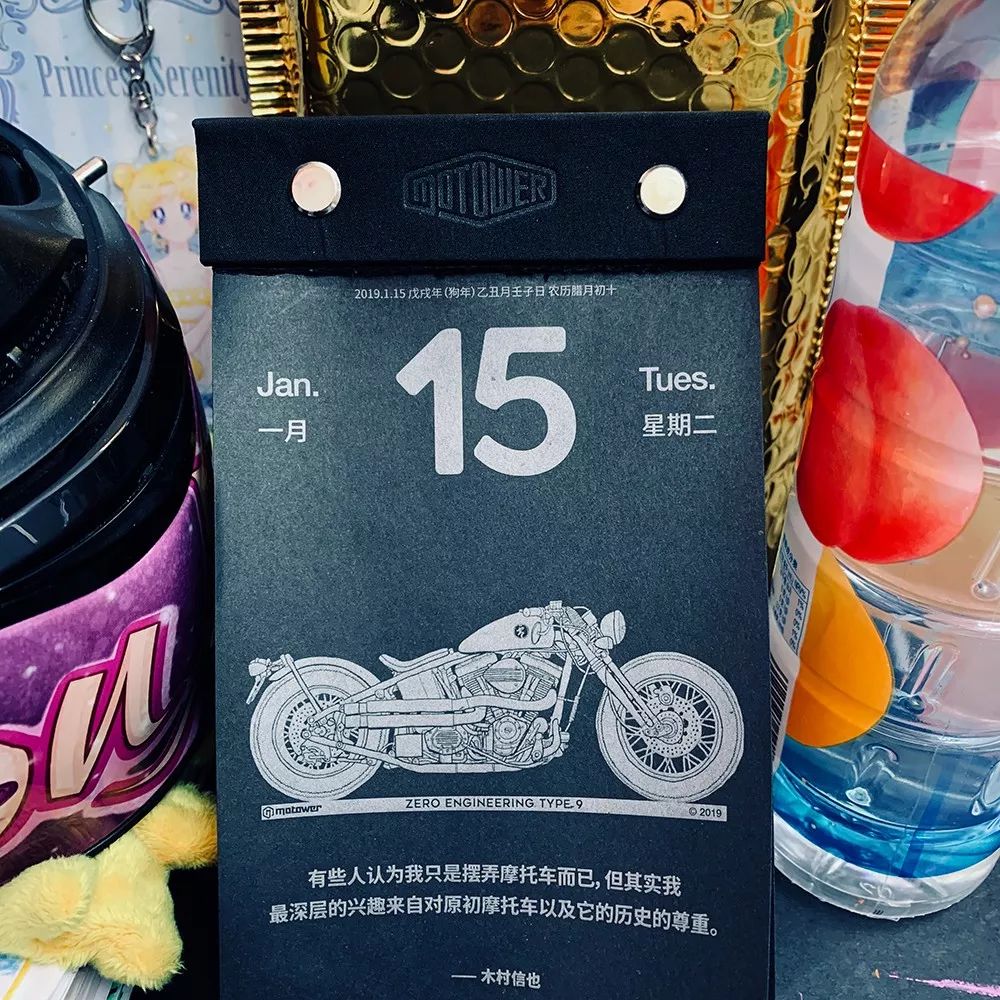 Princess Serenity
MOTOWER
2019.1.15 戊戌年(狗年)乙丑月壬子日 农历腊月初十
15
Jan.
一月
Tues.
星期二
motower
ZERO ENGINEERING TYPE 9
© 2019
有些人认为我只是摆弄摩托车而已, 但其实我
最深层的兴趣来自对原初摩托车以及它的历史的尊重。
—— 木村信也